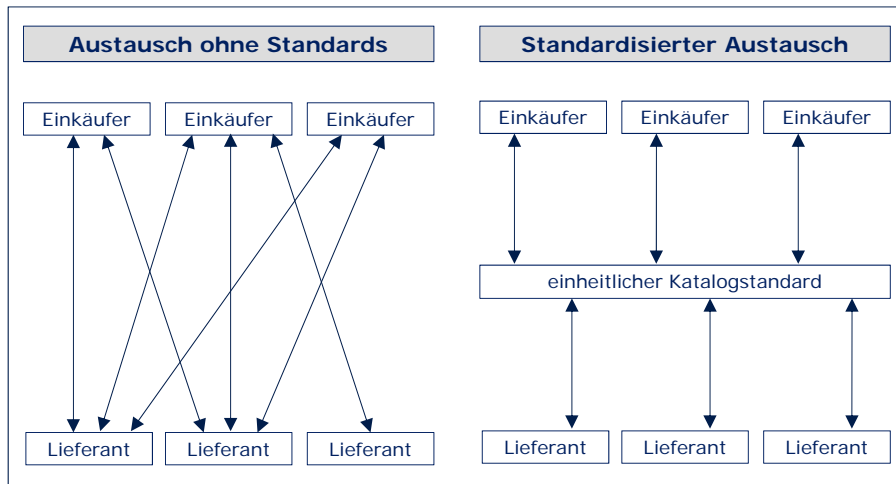 Austausch ohne Standards
Einkäufer Einkäufer Einkäufer
Lieferant Lieferant Lieferant
Standardisierter Austausch
Einkäufer Einkäufer Einkäufer
einheitlicher Katalogstandard
Lieferant Lieferant Lieferant